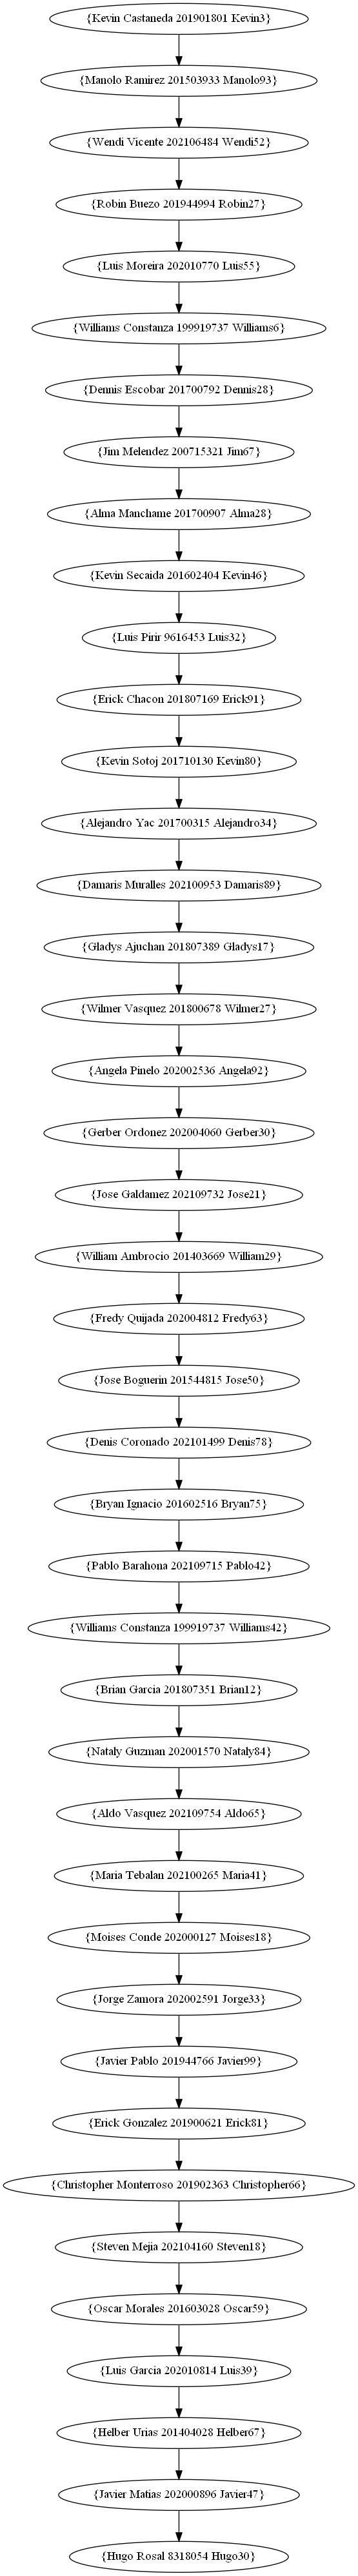 {Kevin Castaneda 201901801 Kevin3}
{Manolo Ramirez 201503933 Manolo93}
{Wendi Vicente 202106484 Wendi52}
{Robin Buezo 201944994 Robin27}
{Luis Moreira 202010770 Luis55}
{Williams Constanza 199919737 Williams6}
{Dennis Escobar 201700792 Dennis28}
{Jim Melendez 200715321 Jim67}
{Alma Manchame 201700907 Alma28}
{Kevin Secaida 201602404 Kevin46}
{Luis Pirir 9616453 Luis32}
{Erick Chacon 201807169 Erick91}
{Kevin Sotoj 201710130 Kevin80}
{Alejandro Yac 201700315 Alejandro34}
{Damaris Muralles 202100953 Damaris89}
{Gladys Ajuchan 201807389 Gladys17}
{Wilmer Vasquez 201800678 Wilmer27}
{Angela Pinelo 202002536 Angela92}
{Gerber Ordonez 202004060 Gerber30}
{Jose Galdamez 202109732 Jose21}
{William Ambrocio 201403669 William29}
{Fredy Quijada 202004812 Fredy63}
{Jose Boguerin 201544815 Jose50}
{Denis Coronado 202101499 Denis78}
{Bryan Ignacio 201602516 Bryan75}
{Pablo Barahona 202109715 Pablo42}
{Williams Constanza 199919737 Williams42}
{Brian Garcia 201807351 Brian12}
{Nataly Guzman 202001570 Nataly84}
{Aldo Vasquez 202109754 Aldo65}
{Maria Tebalan 202100265 Maria41}
{Moises Conde 202000127 Moises18}
{Jorge Zamora 202002591 Jorge33}
{Javier Pablo 201944766 Javier99}
{Erick Gonzalez 201900621 Erick81}
{Christopher Monterroso 201902363 Christopher66}
{Steven Mejia 202104160 Steven18}
{Oscar Morales 201603028 Oscar59}
{Luis Garcia 202010814 Luis39}
{Helber Urias 201404028 Helber67}
{Javier Matias 202000896 Javier47}
{Hugo Rosal 8318054 Hugo30}